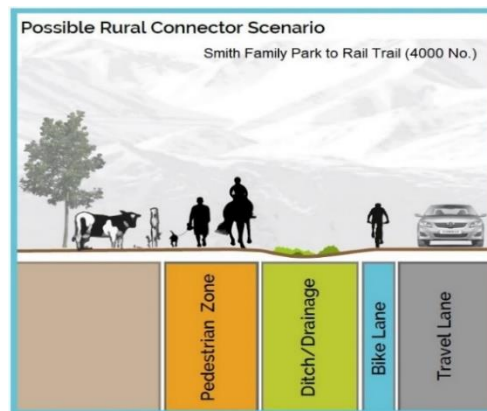 Possible Rural Connector Scenario
Smith Family Park to Rail Trail (4000 No.)
Pedestrian Zone
Ditch/Drainage
Bike Lane
Travel Lane